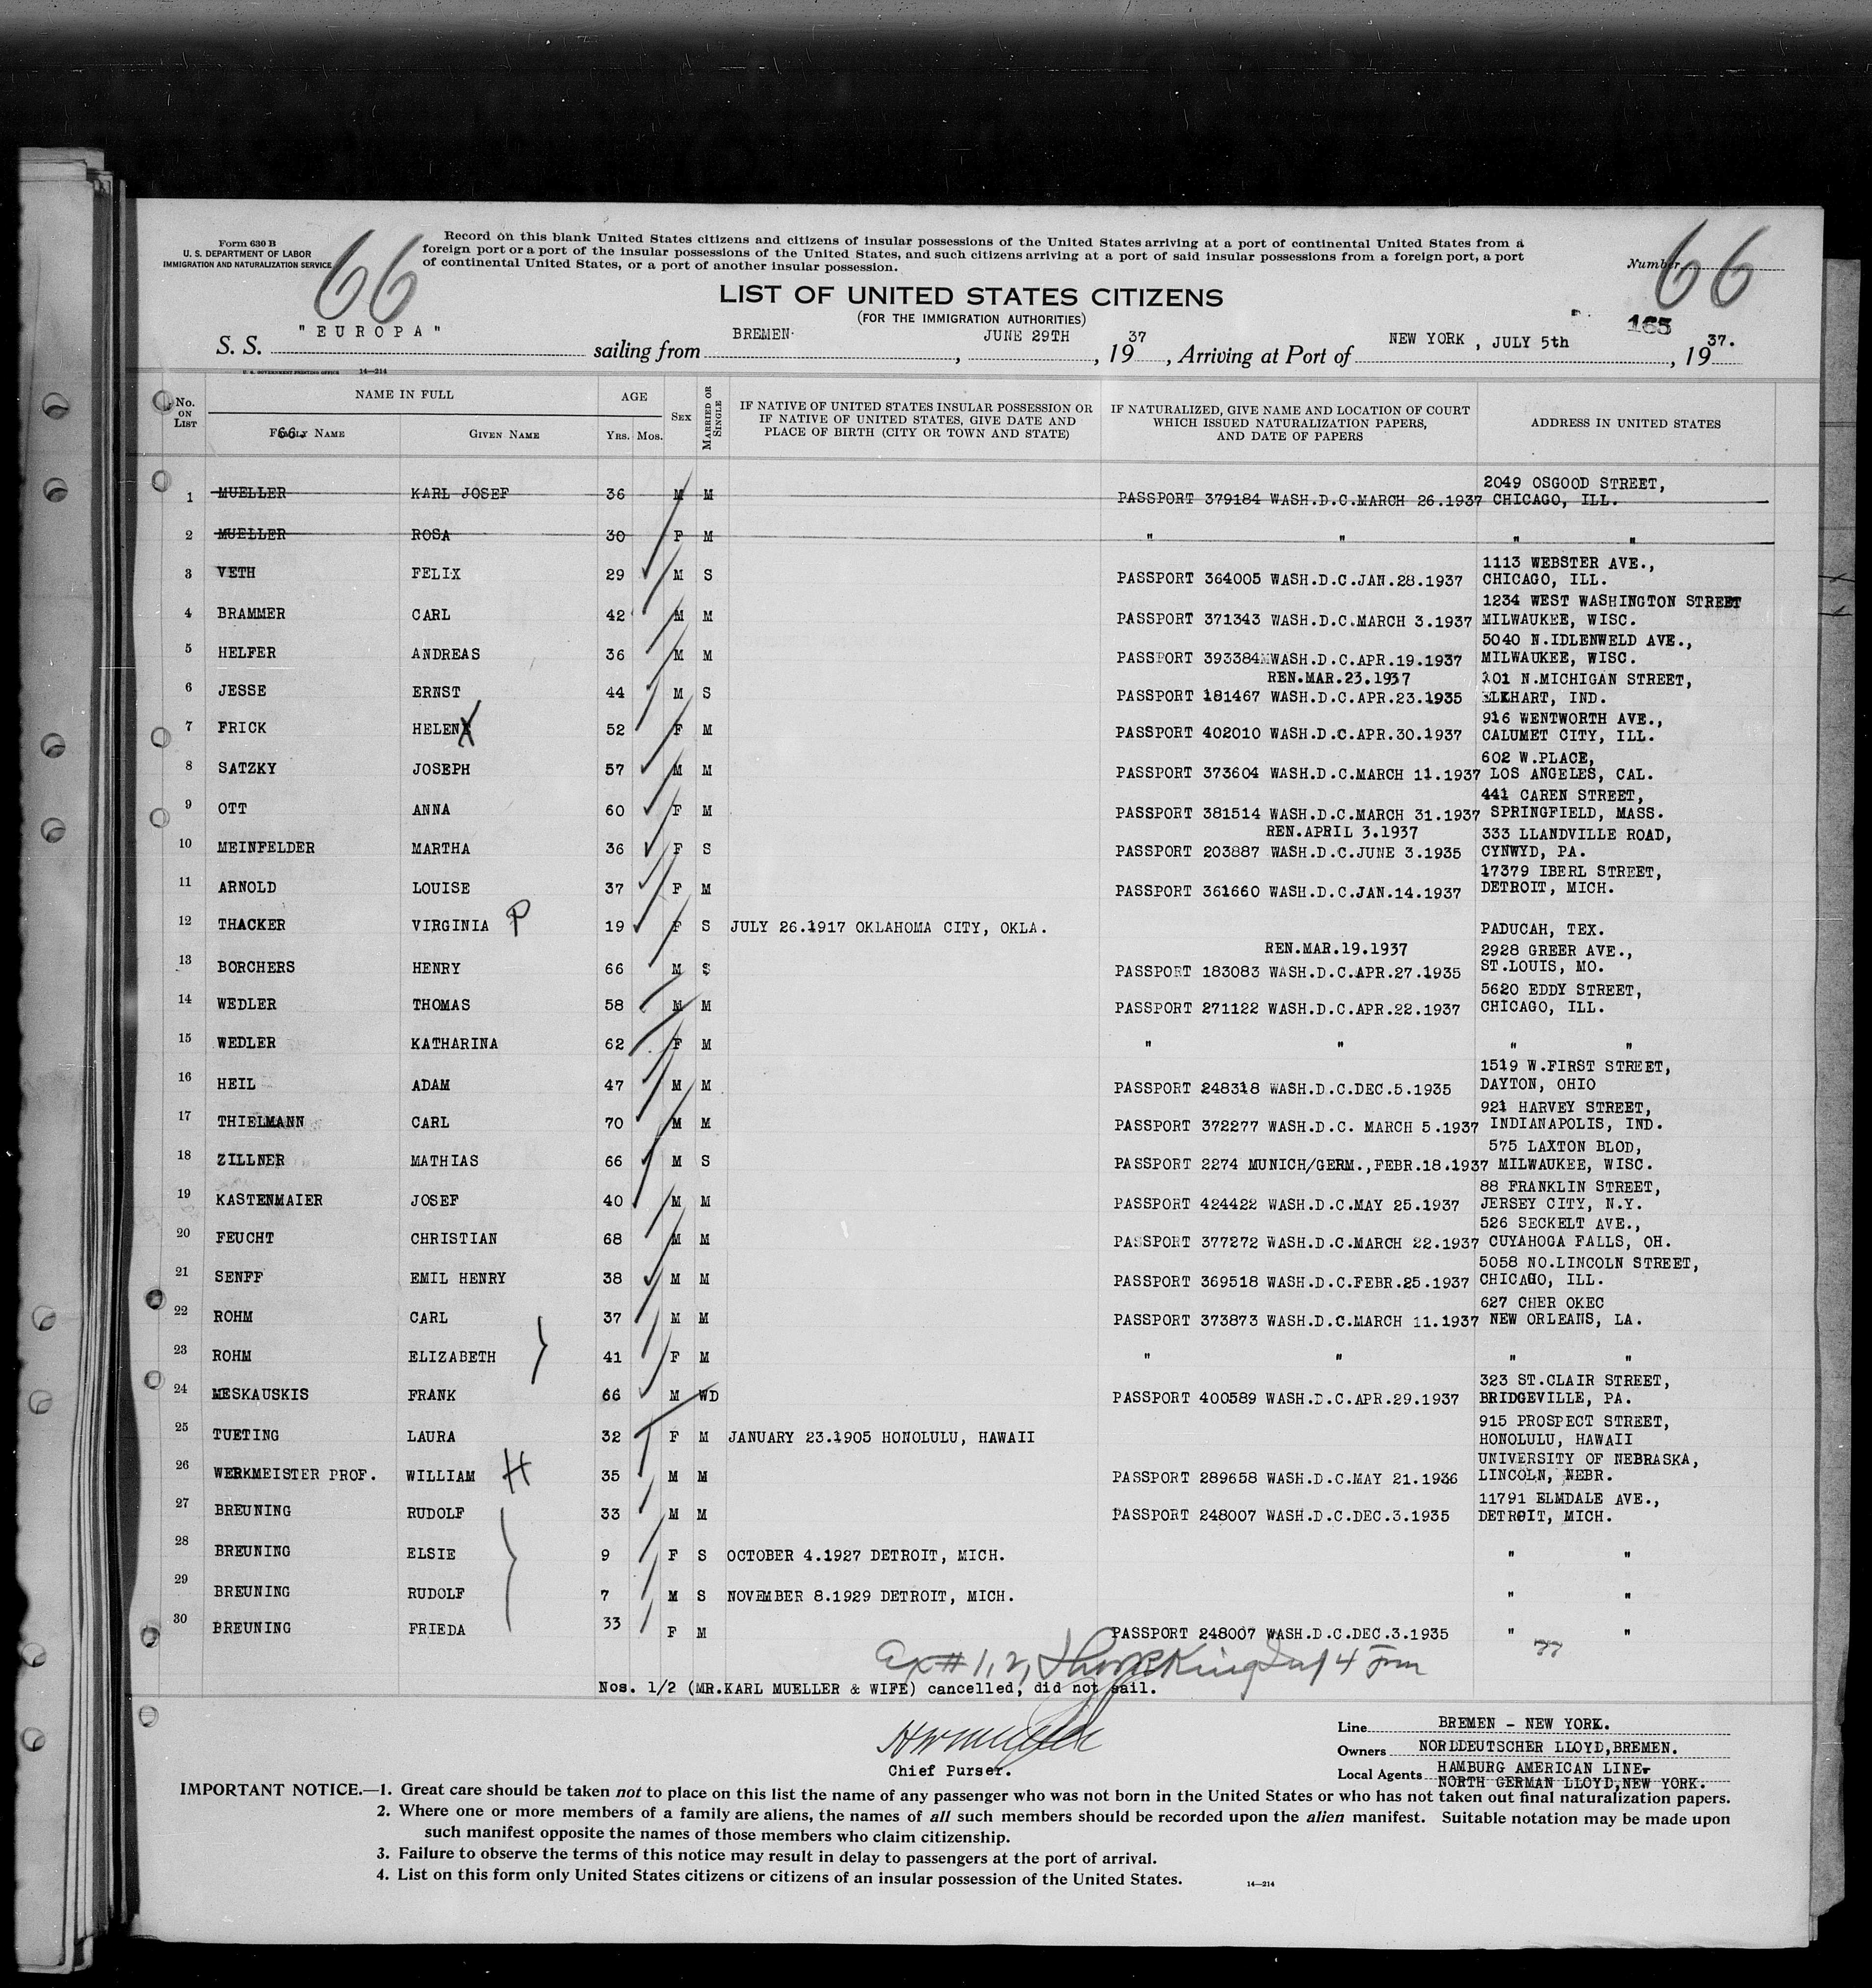 Form 630 B
U. S. DEPARTMENT OF LABOR
IMMIGRATION AND NATURALIZATION SERVICE
66
Record on this blank United States citizens and citizens of insular possessions of the United States arriving at a port of continental United States from a
foreign port or a port of the insular possessions of the United States, and such citizens arriving at a port of said insular possessions from a foreign port, a port
of continental United States, or a port of another insular possession.
Number 66
LIST OF UNITED STATES CITIZENS
(FOR THE IMMIGRATION AUTHORITIES)
165
S. S. "EUROPA" sailing from BREMEN, JUNE 29TH, 1937, Arriving at Port of NEW YORK, JULY 5th, 1937.
U. S. GOVERNMENT PRINTING OFFICE 14—214
No. ON LIST
NAME IN FULL
66.
FAMILY NAME
GIVEN NAME
AGE
YRS. MOS.
SEX
MARRIED OR SINGLE
IF NATIVE OF UNITED STATES INSULAR POSSESSION OR
IF NATIVE OF UNITED STATES, GIVE DATE AND
PLACE OF BIRTH (CITY OR TOWN AND STATE)
IF NATURALIZED, GIVE NAME AND LOCATION OF COURT
WHICH ISSUED NATURALIZATION PAPERS,
AND DATE OF PAPERS
ADDRESS IN UNITED STATES
2049 OSGOOD STREET,
1 MUELLER KARL JOSEF 36 M M PASSPORT 379184 WASH.D.C.MARCH 26.1937 CHICAGO, ILL.
2 MUELLER ROSA 30 F M " " " "
1113 WEBSTER AVE.,
3 VETH FELIX 29 M S PASSPORT 364005 WASH.D.C.JAN.28.1937 CHICAGO, ILL.
1234 WEST WASHINGTON STREET
4 BRAMMER CARL 42 M M PASSPORT 371343 WASH.D.C.MARCH 3.1937 MILWAUKEE, WISC.
5040 N.IDLENWELD AVE.,
5 HELFER ANDREAS 36 M M PASSPORT 393384 WASH.D.C.APR.19.1937 MILWAUKEE, WISC.
REN.MAR.23.1937 101 N.MICHIGAN STREET,
6 JESSE ERNST 44 M S PASSPORT 181467 WASH.D.C.APR.23.1935 ELKHART, IND.
916 WENTWORTH AVE.,
7 FRICK HELENE 52 F M PASSPORT 402010 WASH.D.C.APR.30.1937 CALUMET CITY, ILL.
602 W.PLACE,
8 SATZKY JOSEPH 57 M M PASSPORT 373604 WASH.D.C.MARCH 11.1937 LOS ANGELES, CAL.
441 CAREN STREET,
9 OTT ANNA 60 F M PASSPORT 381514 WASH.D.C.MARCH 31.1937 SPRINGFIELD, MASS.
REN.APRIL 3.1937 333 LLANDVILLE ROAD,
10 MEINFELDER MARTHA 36 F S PASSPORT 203887 WASH.D.C.JUNE 3.1935 CYNWYD, PA.
17379 IBERL STREET,
11 ARNOLD LOUISE 37 F M PASSPORT 361660 WASH.D.C.JAN.14.1937 DETROIT, MICH.
12 THACKER VIRGINIA P 19 F S JULY 26.1917 OKLAHOMA CITY, OKLA. PADUCAH, TEX.
REN.MAR.19.1937 2928 GREER AVE.,
13 BORCHERS HENRY 66 M S PASSPORT 183083 WASH.D.C.APR.27.1935 ST.LOUIS, MO.
5620 EDDY STREET,
14 WEDLER THOMAS 58 M M PASSPORT 271122 WASH.D.C.APR.22.1937 CHICAGO, ILL.
15 WEDLER KATHARINA 62 F M " " " "
1519 W.FIRST STREET,
16 HEIL ADAM 47 M M PASSPORT 248318 WASH.D.C.DEC.5.1935 DAYTON, OHIO
921 HARVEY STREET,
17 THIELMANN CARL 70 M M PASSPORT 372277 WASH.D.C. MARCH 5.1937 INDIANAPOLIS, IND.
575 LAXTON BLOD,
18 ZILLNER MATHIAS 66 M S PASSPORT 2274 MUNICH/GERM.,FEBR.18.1937 MILWAUKEE, WISC.
88 FRANKLIN STREET,
19 KASTENMAIER JOSEF 40 M M PASSPORT 424422 WASH.D.C.MAY 25.1937 JERSEY CITY, N.Y.
526 SECKELT AVE.,
20 FEUCHT CHRISTIAN 68 M M PASSPORT 377272 WASH.D.C.MARCH 22.1937 CUYAHOGA FALLS, OH.
5058 NO.LINCOLN STREET,
21 SENFF EMIL HENRY 38 M M PASSPORT 369518 WASH.D.C.FEBR.25.1937 CHICAGO, ILL.
627 CHER OKEC
22 ROHM CARL 37 M M PASSPORT 373873 WASH.D.C.MARCH 11.1937 NEW ORLEANS, LA.
23 ROHM ELIZABETH 41 F M " " " "
323 ST.CLAIR STREET,
24 MESKAUSKIS FRANK 66 M WD PASSPORT 400589 WASH.D.C.APR.29.1937 BRIDGEVILLE, PA.
915 PROSPECT STREET,
25 TUETING LAURA 32 F M JANUARY 23.1905 HONOLULU, HAWAII HONOLULU, HAWAII
UNIVERSITY OF NEBRASKA,
26 WERKMEISTER PROF. WILLIAM H 35 M M PASSPORT 289658 WASH.D.C.MAY 21.1936 LINCOLN, NEBR.
11791 ELMDALE AVE.,
27 BREUNING RUDOLF 33 M M PASSPORT 248007 WASH.D.C.DEC.3.1935 DETROIT, MICH.
28 BREUNING ELSIE 9 F S OCTOBER 4.1927 DETROIT, MICH. " "
29 BREUNING RUDOLF 7 M S NOVEMBER 8.1929 DETROIT, MICH. " "
30 BREUNING FRIEDA 33 F M PASSPORT 248007 WASH.D.C.DEC.3.1935 " "
Ex # 1, 2,
Nos. 1/2 (MR.KARL MUELLER & WIFE) cancelled, did not sail.
Chief Purser.
Line BREMEN - NEW YORK.
Owners NORDDEUTSCHER LLOYD,BREMEN.
Local Agents HAMBURG AMERICAN LINE-
NORTH GERMAN LLOYD,NEW YORK.
IMPORTANT NOTICE.—1. Great care should be taken not to place on this list the name of any passenger who was not born in the United States or who has not taken out final naturalization papers.
2. Where one or more members of a family are aliens, the names of all such members should be recorded upon the alien manifest. Suitable notation may be made upon
such manifest opposite the names of those members who claim citizenship.
3. Failure to observe the terms of this notice may result in delay to passengers at the port of arrival.
4. List on this form only United States citizens or citizens of an insular possession of the United States.
14—214